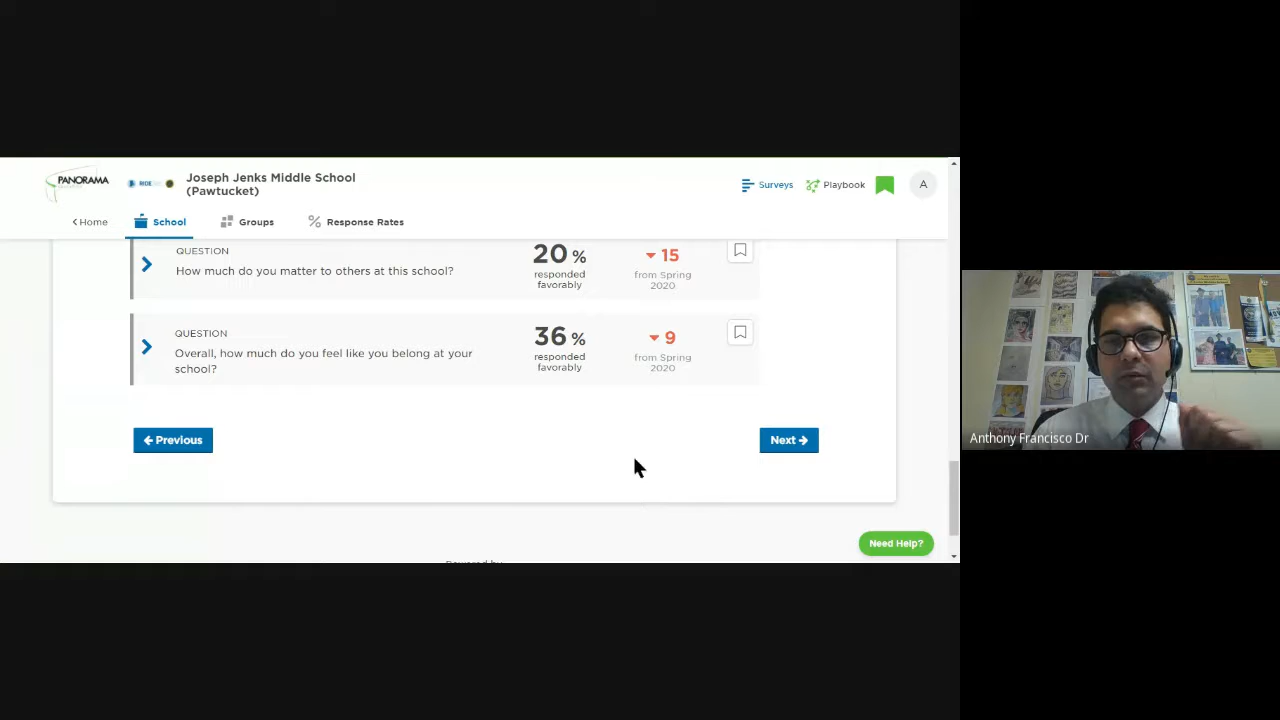 PANORAMA
RIDE
Joseph Jenks Middle School
(Pawtucket)
Surveys
Playbook
A
Home
School
Groups
Response Rates
QUESTION
How much do you matter to others at this school?
20 %
responded
favorably
15
from Spring
2020
QUESTION
Overall, how much do you feel like you belong at your
school?
36 %
responded
favorably
9
from Spring
2020
Previous
Next
Need Help?
Powered by
Anthony Francisco Dr